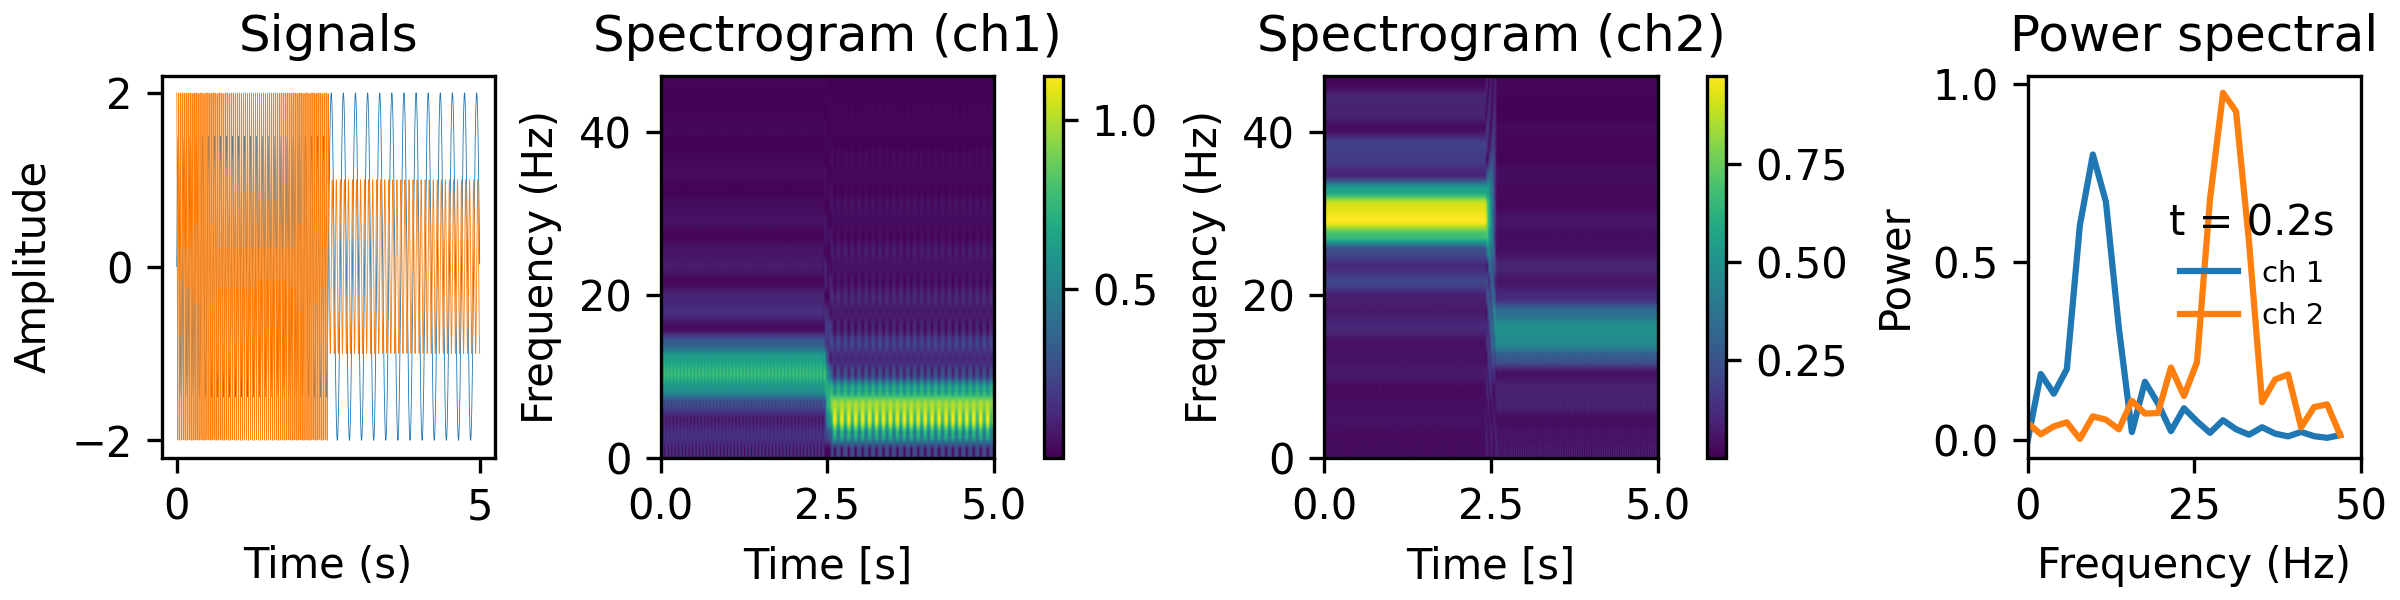 Signals
Amplitude
2
0
−2
0
5
Time (s)
Spectrogram (ch1)
Frequency (Hz)
40
20
0
0.0
2.5
5.0
Time [s]
1.0
0.5
Spectrogram (ch2)
Frequency (Hz)
40
20
0
0.0
2.5
5.0
Time [s]
0.75
0.50
0.25
Power spectral
Power
1.0
0.5
0.0
t = 0.2s
ch 1
ch 2
0
25
50
Frequency (Hz)